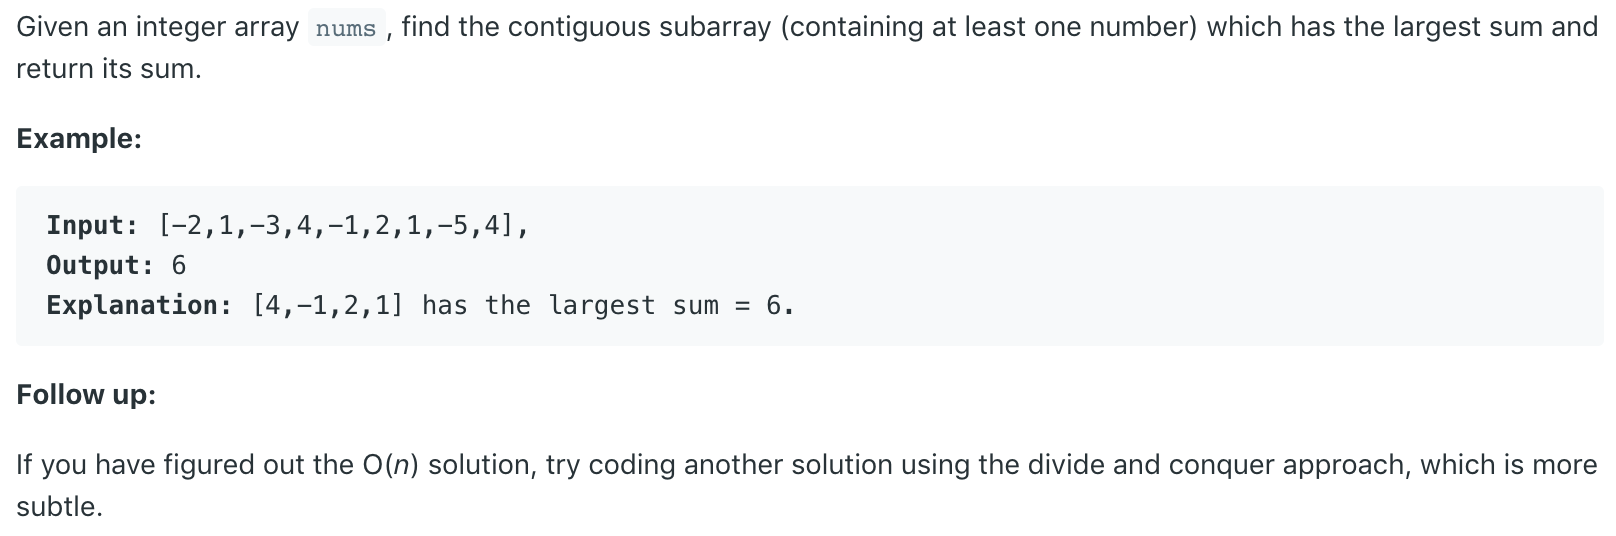 Given an integer array nums , find the contiguous subarray (containing at least one number) which has the largest sum and
return its sum.
Example:
Input: [-2,1,-3,4,-1,2,1,-5,4],
Output: 6
Explanation: [4,-1,2,1] has the largest sum = 6.
Follow up:
If you have figured out the O(n) solution, try coding another solution using the divide and conquer approach, which is more
subtle.